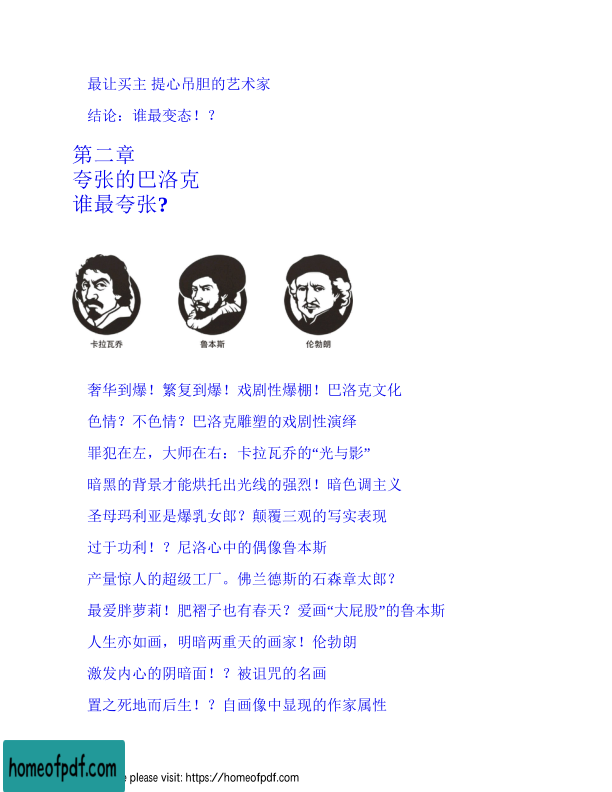 最让买主 提心吊胆的艺术家
结论：谁最变态！？
第二章
夸张的巴洛克
谁最夸张?
卡拉瓦乔
鲁本斯
伦勃朗
奢华到爆！繁复到爆！戏剧性爆棚！巴洛克文化
色情？不色情？巴洛克雕塑的戏剧性演绎
罪犯在左，大师在右：卡拉瓦乔的“光与影”
暗黑的背景才能烘托出光线的强烈！暗色调主义
圣母玛利亚是爆乳女郎？颠覆三观的写实表现
过于功利！？尼洛心中的偶像鲁本斯
产量惊人的超级工厂。佛兰德斯的石森章太郎？
最爱胖萝莉！肥褶子也有春天？爱画“大屁股”的鲁本斯
人生亦如画，明暗两重天的画家！伦勃朗
激发内心的阴暗面！？被诅咒的名画
置之死地而后生！？自画像中显现的作家属性
homeofpdf.com
e please visit: https://homeofpdf.com